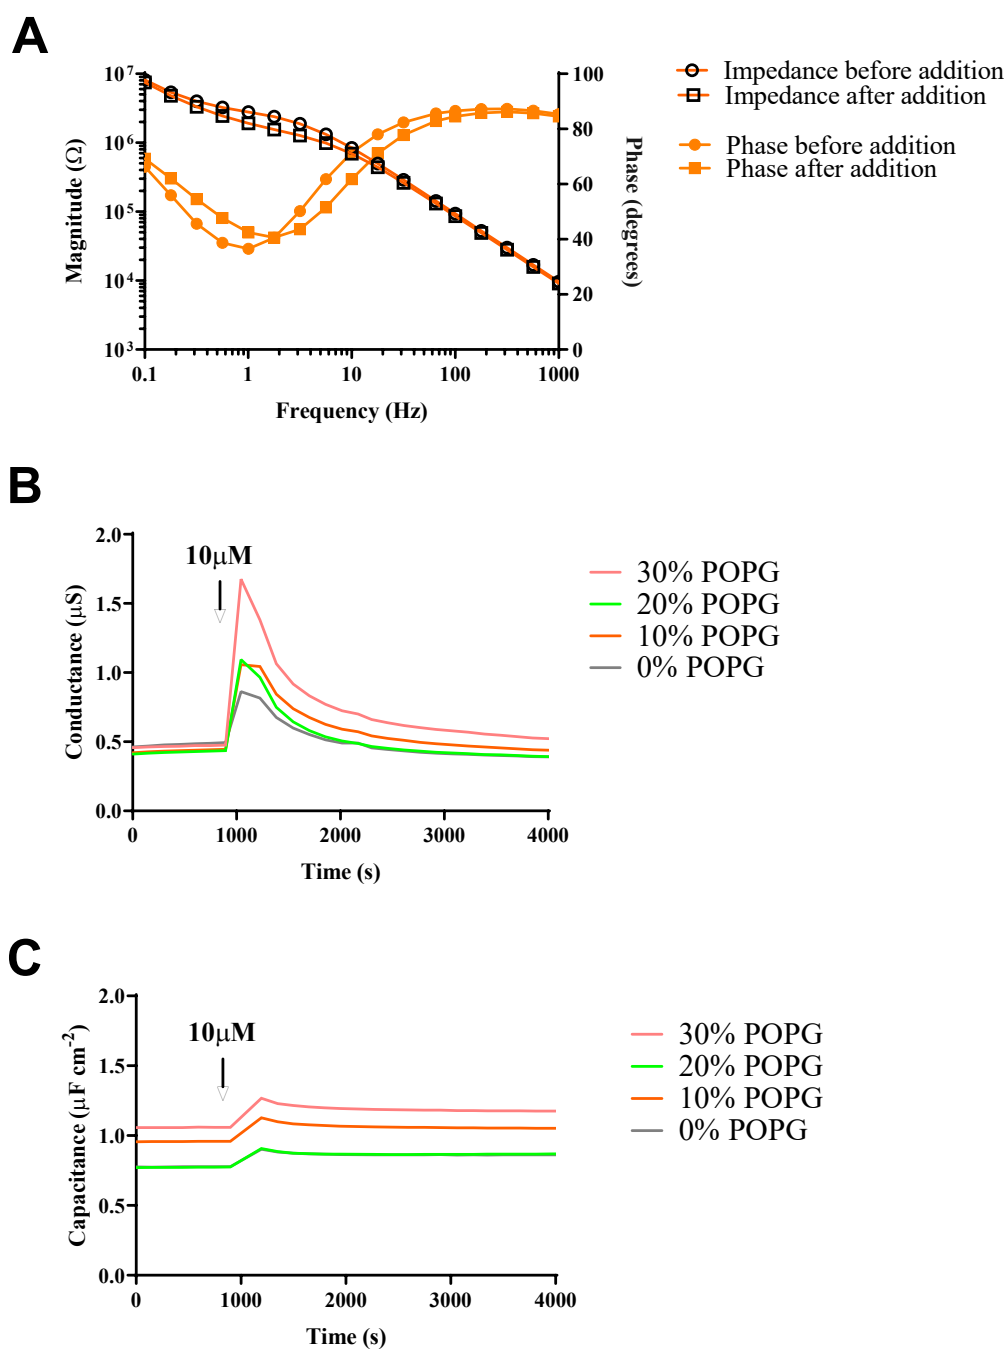 A
10⁷
10⁶
10⁵
10⁴
10³
Magnitude (Ω)
100
80
60
40
20
0
Phase (degrees)
0.1 1 10 100 1000
Frequency (Hz)
Impedance before addition
Impedance after addition
Phase before addition
Phase after addition
B
2.0
1.5
1.0
0.5
0.0
Conductance (μS)
10μM
0 1000 2000 3000 4000
Time (s)
30% POPG
20% POPG
10% POPG
0% POPG
C
2.0
1.5
1.0
0.5
0.0
Capacitance (μF cm⁻²)
10μM
0 1000 2000 3000 4000
Time (s)
30% POPG
20% POPG
10% POPG
0% POPG